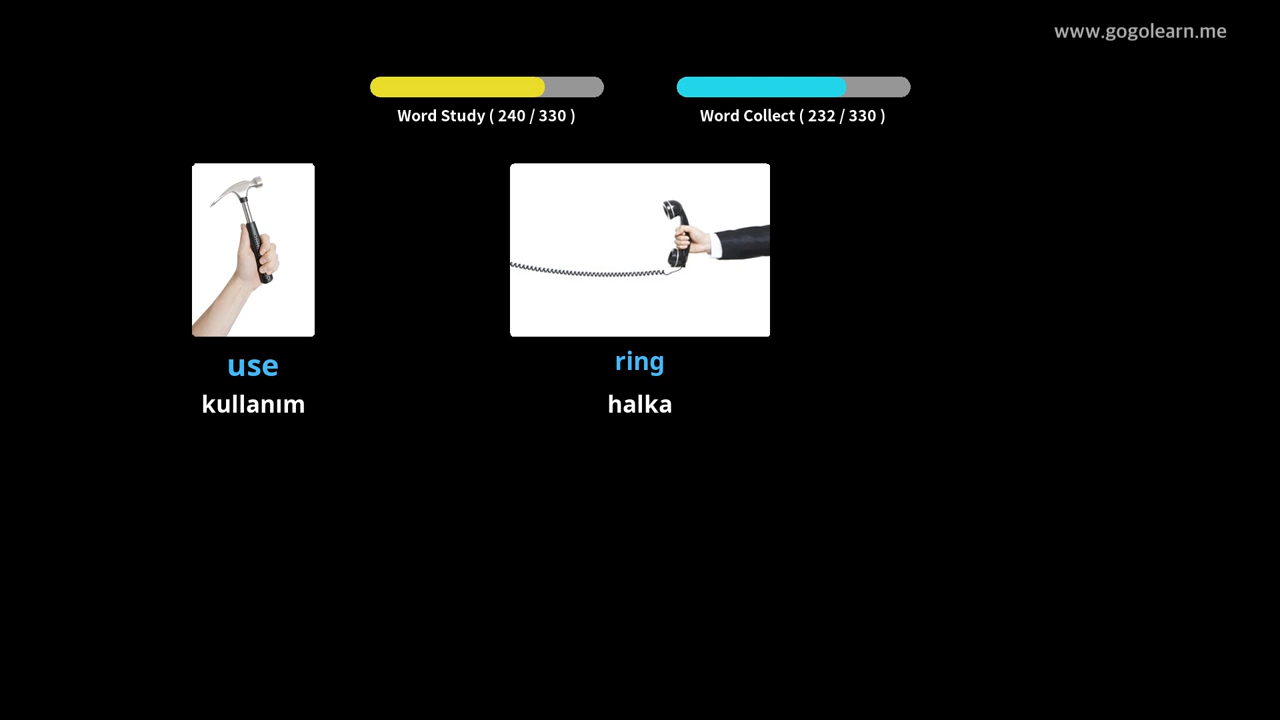 www.gogolearn.me
Word Study ( 240 / 330 )
Word Collect ( 232 / 330 )
use
kullanım
ring
halka